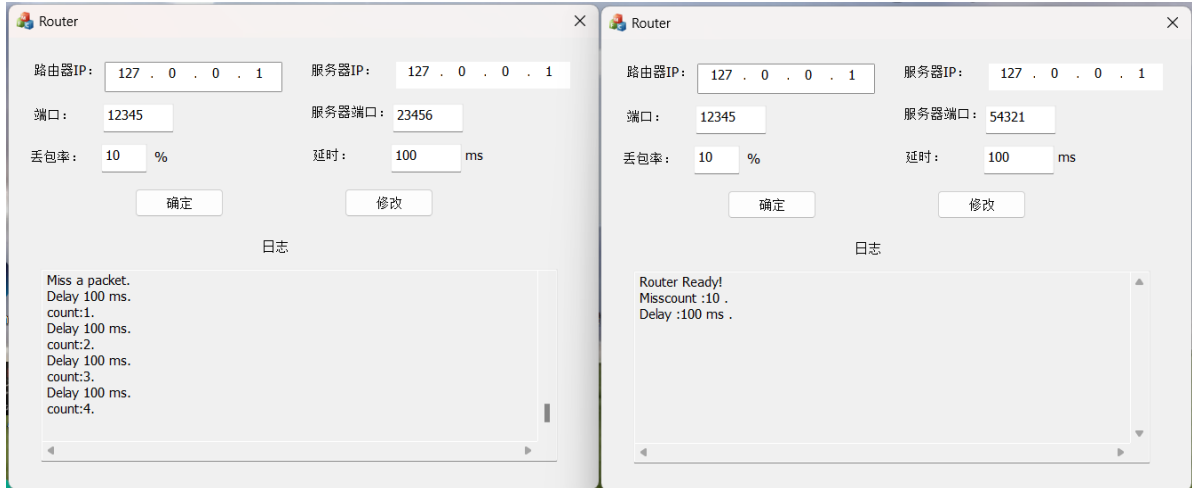 Router
路由器IP： 127 . 0 . 0 . 1 服务器IP： 127 . 0 . 0 . 1
端口： 12345 服务器端口： 23456
丢包率： 10 % 延时： 100 ms
确定 修改
日志
Miss a packet.
Delay 100 ms.
count:1.
Delay 100 ms.
count:2.
Delay 100 ms.
count:3.
Delay 100 ms.
count:4.
Router
路由器IP： 127 . 0 . 0 . 1 服务器IP： 127 . 0 . 0 . 1
端口： 12345 服务器端口： 54321
丢包率： 10 % 延时： 100 ms
确定 修改
日志
Router Ready!
Misscount :10 .
Delay :100 ms .